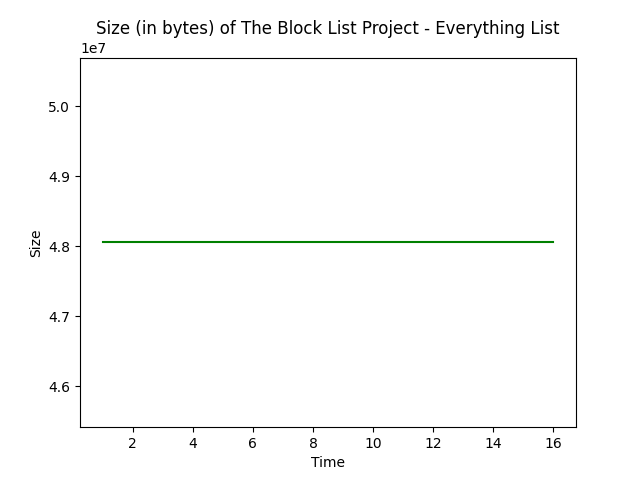 Size (in bytes) of The Block List Project - Everything List
1e7
5.0
4.9
4.8
4.7
4.6
Size
2 4 6 8 10 12 14 16
Time